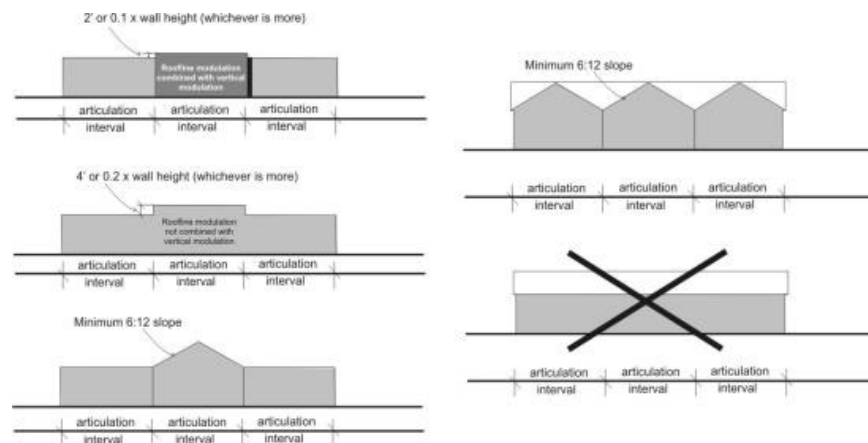 2' or 0.1 x wall height (whichever is more)
Roofline modulation
combined with vertical
modulation
articulation articulation articulation
interval interval interval
4' or 0.2 x wall height (whichever is more)
Roofline modulation
not combined with
vertical modulation
articulation articulation articulation
interval interval interval
Minimum 6:12 slope
articulation articulation articulation
interval interval interval
Minimum 6:12 slope
articulation articulation articulation
interval interval interval
articulation articulation articulation
interval interval interval